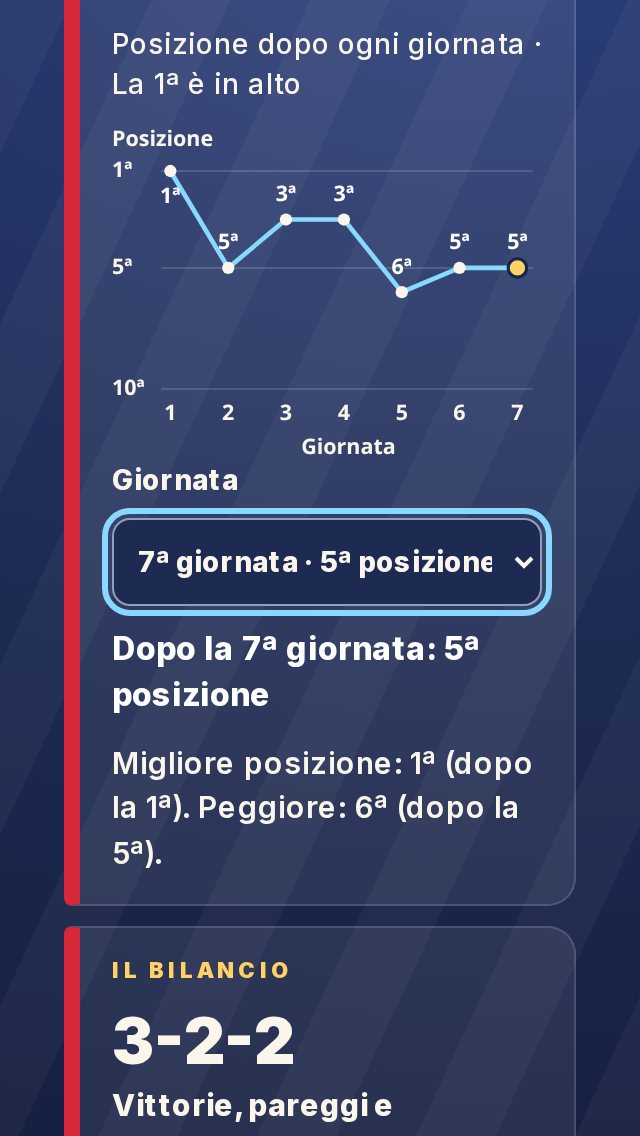 Posizione dopo ogni giornata ·
La 1ª è in alto
Posizione
1ª
5ª
10ª
1ª
5ª
3ª
3ª
6ª
5ª
5ª
1 2 3 4 5 6 7
Giornata
Giornata
7ª giornata · 5ª posizione
Dopo la 7ª giornata: 5ª
posizione
Migliore posizione: 1ª (dopo
la 1ª). Peggiore: 6ª (dopo la
5ª).
IL BILANCIO
3-2-2
Vittorie, pareggi e